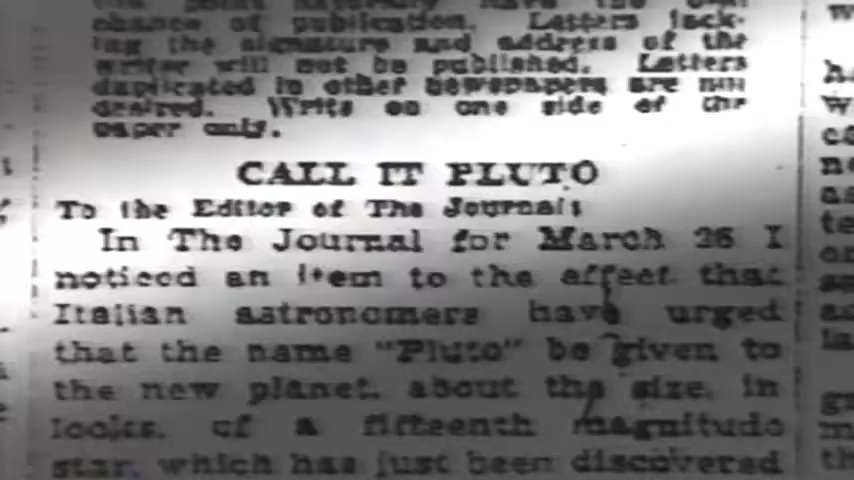 chance of publication. Letters lack-
ing the signature and address of the
writer will not be published. Letters
duplicated in other newspapers are not
desired. Write on one side of the
paper only.
CALL IT PLUTO
To the Editor of The Journal:
In The Journal for March 26 I
noticed an item to the effect that
Italian astronomers have urged
that the name "Pluto" be given to
the new planet, about the size, in
looks, of a fifteenth magnitude
star, which has just been discovered